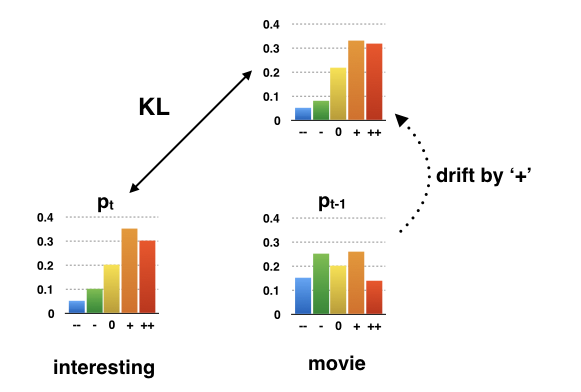 0.4
0.3
0.2
0.1
0
-- - 0 + ++
KL
drift by ‘+’
pt
0.4
0.3
0.2
0.1
0
-- - 0 + ++
interesting
pt-1
0.4
0.3
0.2
0.1
0
-- - 0 + ++
movie